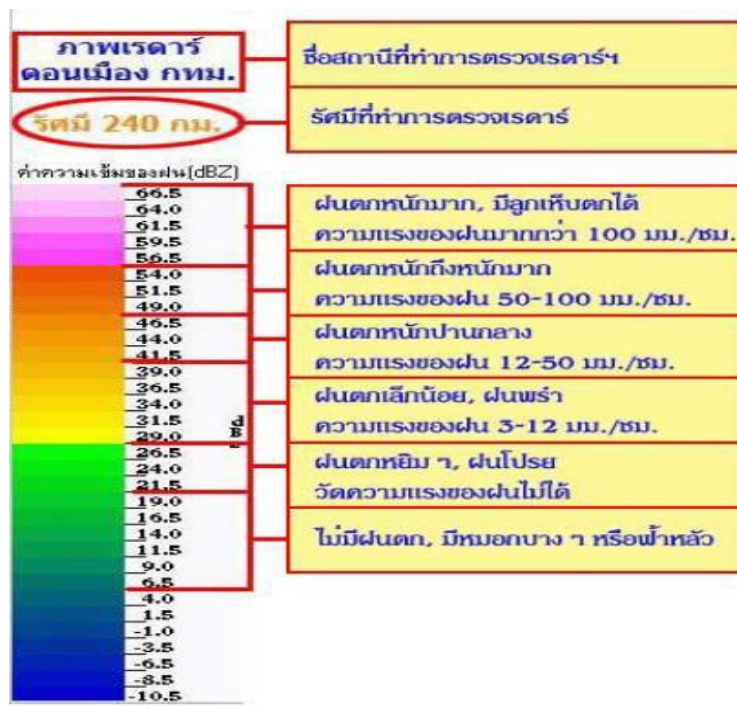 ภาพเรดาร์
ดอนเมือง กทม.
ชื่อสถานีที่ทำการตรวจเรดาร์ฯ
รัศมี 240 กม.
รัศมีที่ทำการตรวจเรดาร์
ค่าความเข้มของฝน(dBZ)
66.5
64.0
61.5
59.5
56.5
ฝนตกหนักมาก, มีลูกเห็บตกได้
ความแรงของฝนมากกว่า 100 มม./ชม.
54.0
51.5
49.0
ฝนตกหนักถึงหนักมาก
ความแรงของฝน 50-100 มม./ชม.
46.5
44.0
41.5
ฝนตกหนักปานกลาง
ความแรงของฝน 12-50 มม./ชม.
39.0
36.5
34.0
31.5
29.0
dBz
ฝนตกเล็กน้อย, ฝนพรำ
ความแรงของฝน 3-12 มม./ชม.
26.5
24.0
21.5
ฝนตกหยิม ๆ, ฝนโปรย
วัดความแรงของฝนไม่ได้
19.0
16.5
14.0
11.5
9.0
6.5
ไม่มีฝนตก, มีหมอกบาง ๆ หรือฟ้าหลัว
4.0
1.5
-1.0
-3.5
-6.5
-8.5
-10.5